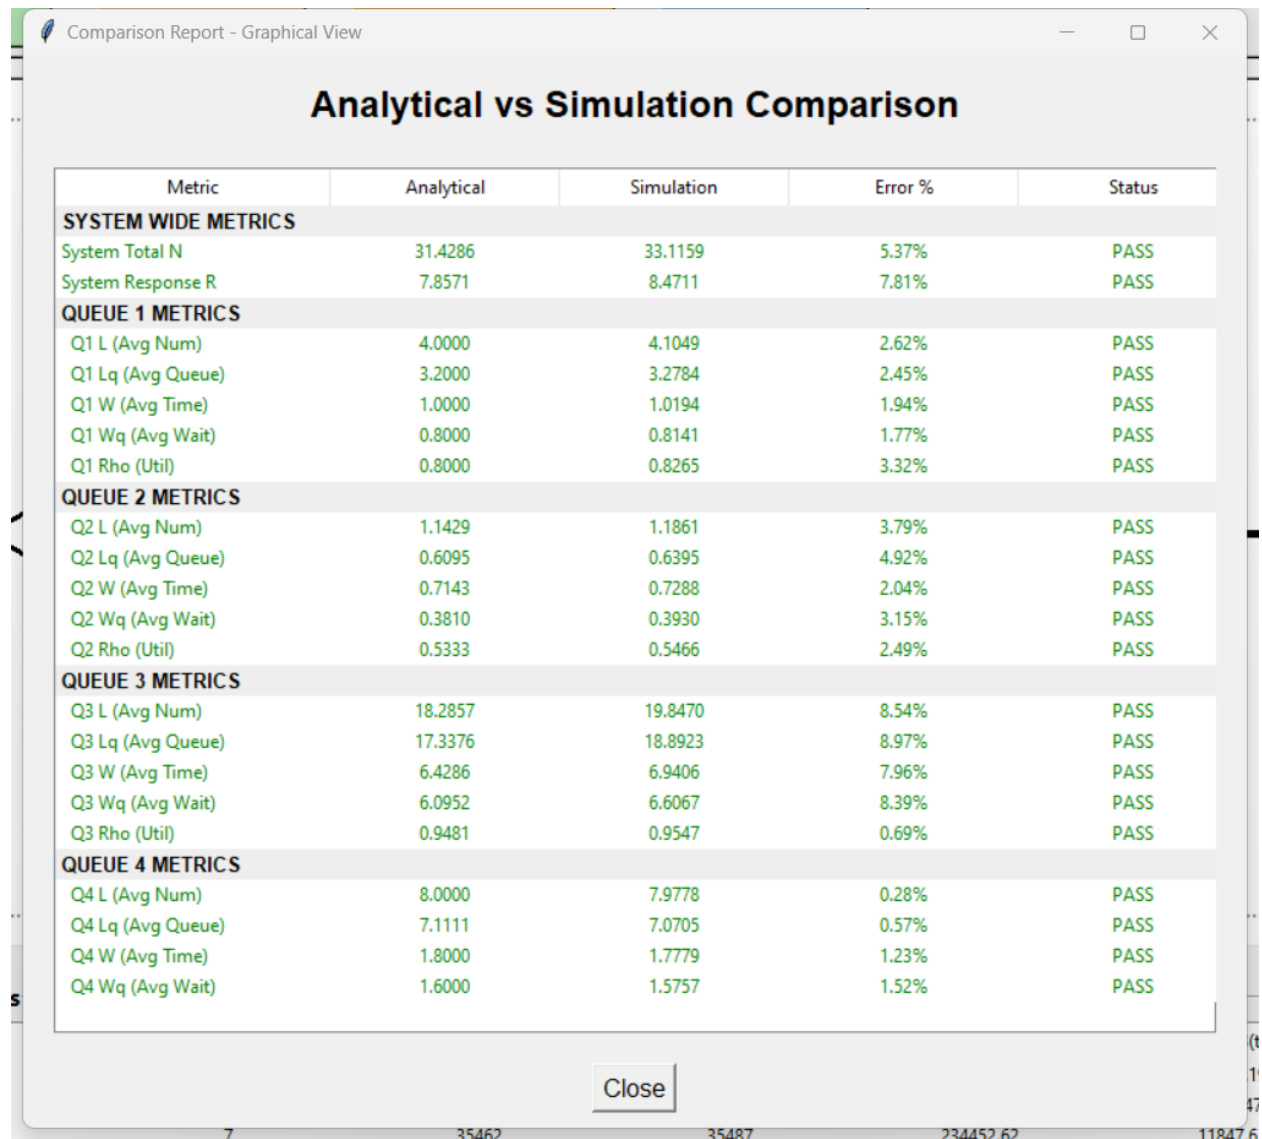 Comparison Report - Graphical View
Analytical vs Simulation Comparison
Metric Analytical Simulation Error % Status
SYSTEM WIDE METRICS
System Total N 31.4286 33.1159 5.37% PASS
System Response R 7.8571 8.4711 7.81% PASS
QUEUE 1 METRICS
Q1 L (Avg Num) 4.0000 4.1049 2.62% PASS
Q1 Lq (Avg Queue) 3.2000 3.2784 2.45% PASS
Q1 W (Avg Time) 1.0000 1.0194 1.94% PASS
Q1 Wq (Avg Wait) 0.8000 0.8141 1.77% PASS
Q1 Rho (Util) 0.8000 0.8265 3.32% PASS
QUEUE 2 METRICS
Q2 L (Avg Num) 1.1429 1.1861 3.79% PASS
Q2 Lq (Avg Queue) 0.6095 0.6395 4.92% PASS
Q2 W (Avg Time) 0.7143 0.7288 2.04% PASS
Q2 Wq (Avg Wait) 0.3810 0.3930 3.15% PASS
Q2 Rho (Util) 0.5333 0.5466 2.49% PASS
QUEUE 3 METRICS
Q3 L (Avg Num) 18.2857 19.8470 8.54% PASS
Q3 Lq (Avg Queue) 17.3376 18.8923 8.97% PASS
Q3 W (Avg Time) 6.4286 6.9406 7.96% PASS
Q3 Wq (Avg Wait) 6.0952 6.6067 8.39% PASS
Q3 Rho (Util) 0.9481 0.9547 0.69% PASS
QUEUE 4 METRICS
Q4 L (Avg Num) 8.0000 7.9778 0.28% PASS
Q4 Lq (Avg Queue) 7.1111 7.0705 0.57% PASS
Q4 W (Avg Time) 1.8000 1.7779 1.23% PASS
Q4 Wq (Avg Wait) 1.6000 1.5757 1.52% PASS
s
Close
7 35462 35487 234452.62 11847.6